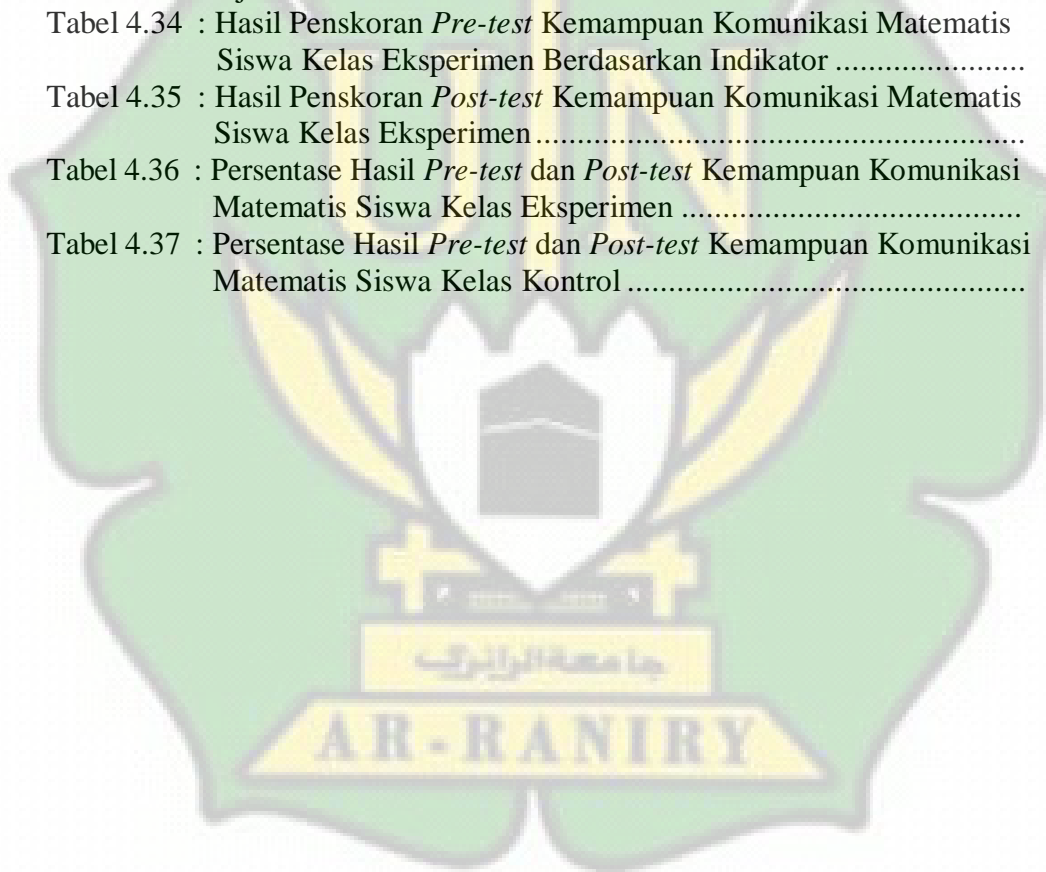 Tabel 4.34 : Hasil Penskoran Pre-test Kemampuan Komunikasi Matematis
Siswa Kelas Eksperimen Berdasarkan Indikator .......................
Tabel 4.35 : Hasil Penskoran Post-test Kemampuan Komunikasi Matematis
Siswa Kelas Eksperimen............................................................
Tabel 4.36 : Persentase Hasil Pre-test dan Post-test Kemampuan Komunikasi
Matematis Siswa Kelas Eksperimen ..........................................
Tabel 4.37 : Persentase Hasil Pre-test dan Post-test Kemampuan Komunikasi
Matematis Siswa Kelas Kontrol .................................................
UIN
جامعة الرانيري
AR-RANIRY